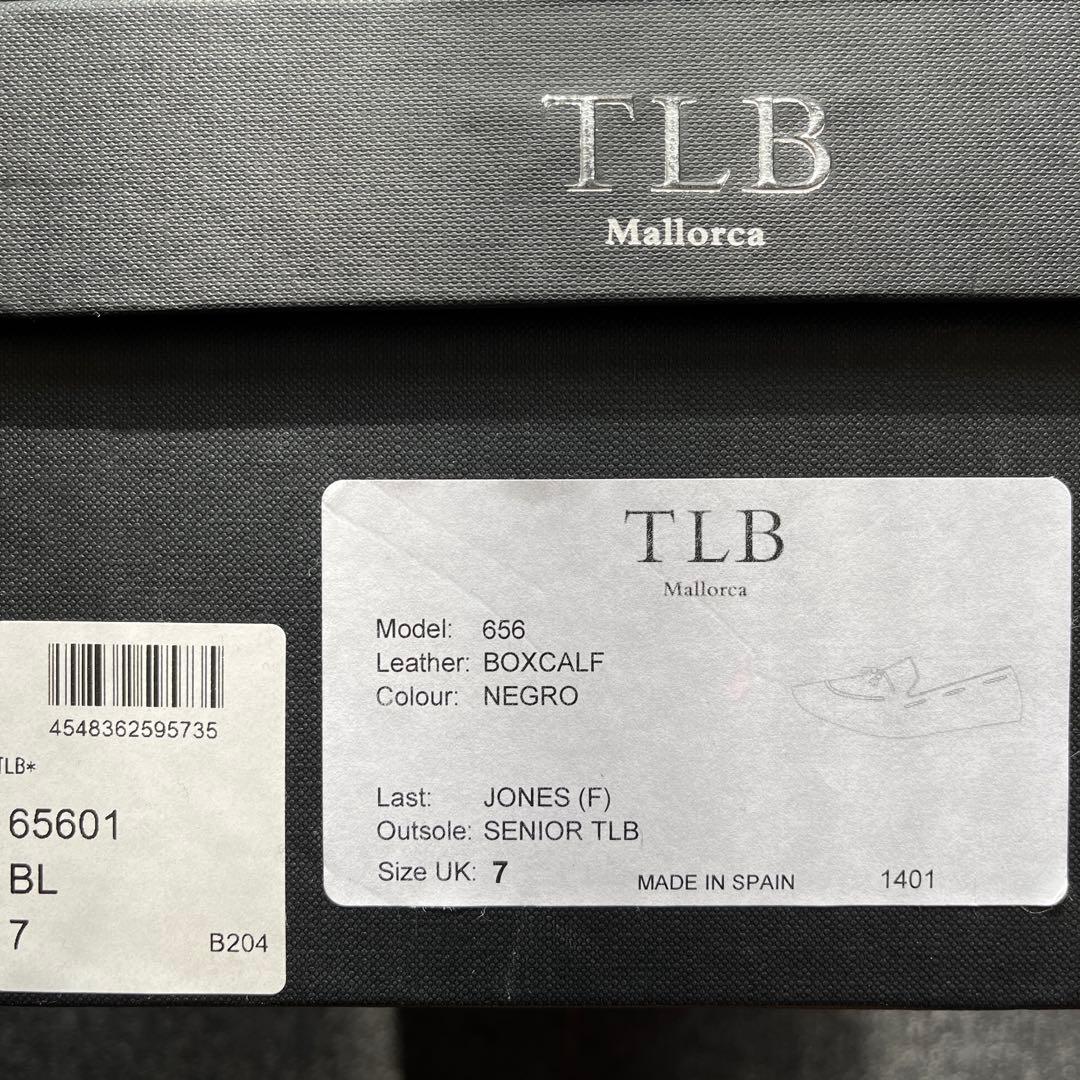 TLB
Mallorca
TLB
Mallorca
Model: 656
Leather: BOXCALF
Colour: NEGRO
Last: JONES (F)
Outsole: SENIOR TLB
Size UK: 7
MADE IN SPAIN 1401
4548362595735
TLB*
65601
BL
7
B204